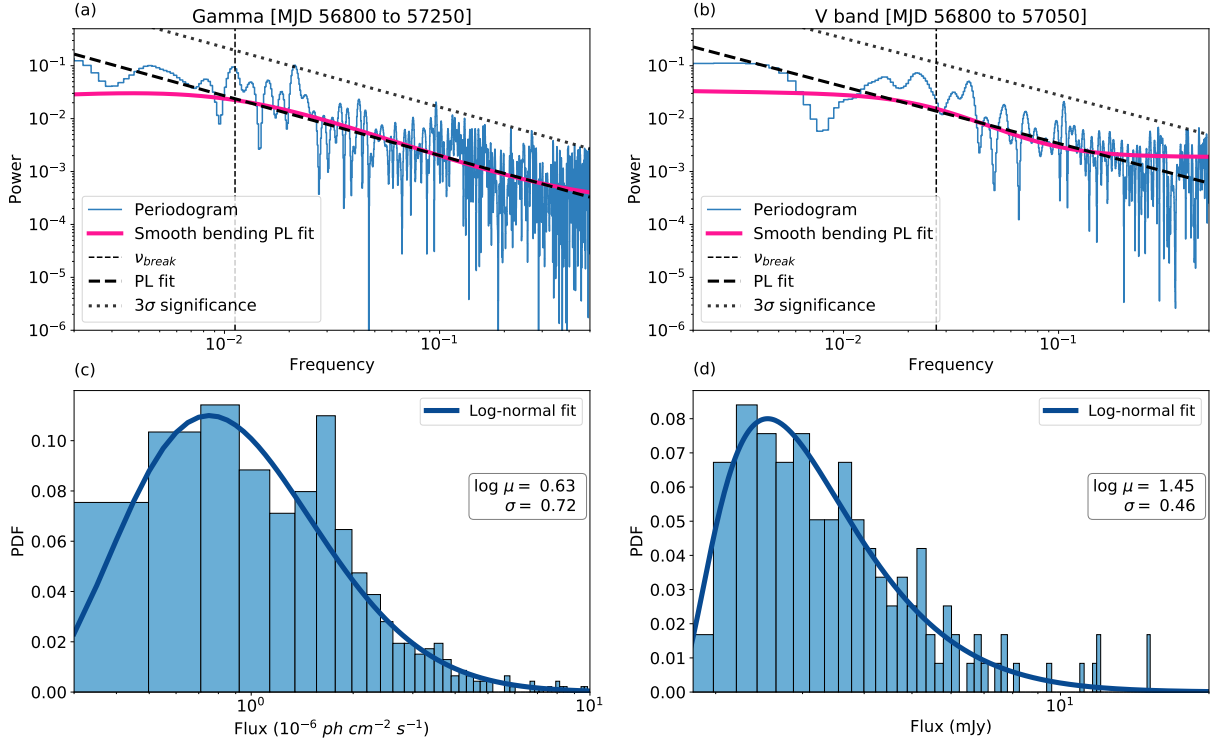 (a)
Gamma [MJD 56800 to 57250]
10⁻¹
10⁻²
10⁻³
10⁻⁴
10⁻⁵
10⁻⁶
Power
Periodogram
Smooth bending PL fit
ν_break
PL fit
3σ significance
10⁻²
10⁻¹
Frequency
(b)
V band [MJD 56800 to 57050]
10⁻¹
10⁻²
10⁻³
10⁻⁴
10⁻⁵
10⁻⁶
Power
Periodogram
Smooth bending PL fit
ν_break
PL fit
3σ significance
10⁻²
10⁻¹
Frequency
(c)
0.10
0.08
0.06
0.04
0.02
0.00
PDF
Log-normal fit
log μ = 0.63
σ = 0.72
10⁰
10¹
Flux (10⁻⁶ ph cm⁻² s⁻¹)
(d)
0.08
0.07
0.06
0.05
0.04
0.03
0.02
0.01
0.00
PDF
Log-normal fit
log μ = 1.45
σ = 0.46
10¹
Flux (mJy)